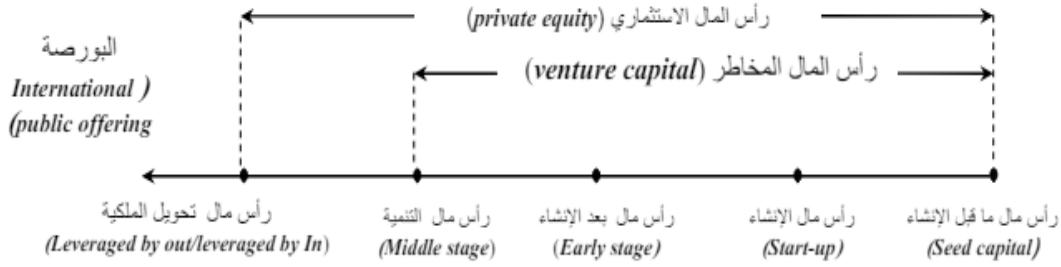 رأس المال الاستثماري (private equity)
البورصة
International )
(public offering
رأس المال المخاطر (venture capital)
رأس مال ما قبل الإنشاء
(Seed capital)
رأس مال الإنشاء
(Start-up)
رأس مال بعد الإنشاء
(Early stage)
رأس مال التنمية
(Middle stage)
رأس مال تحويل الملكية
(Leveraged by out/leveraged by In)